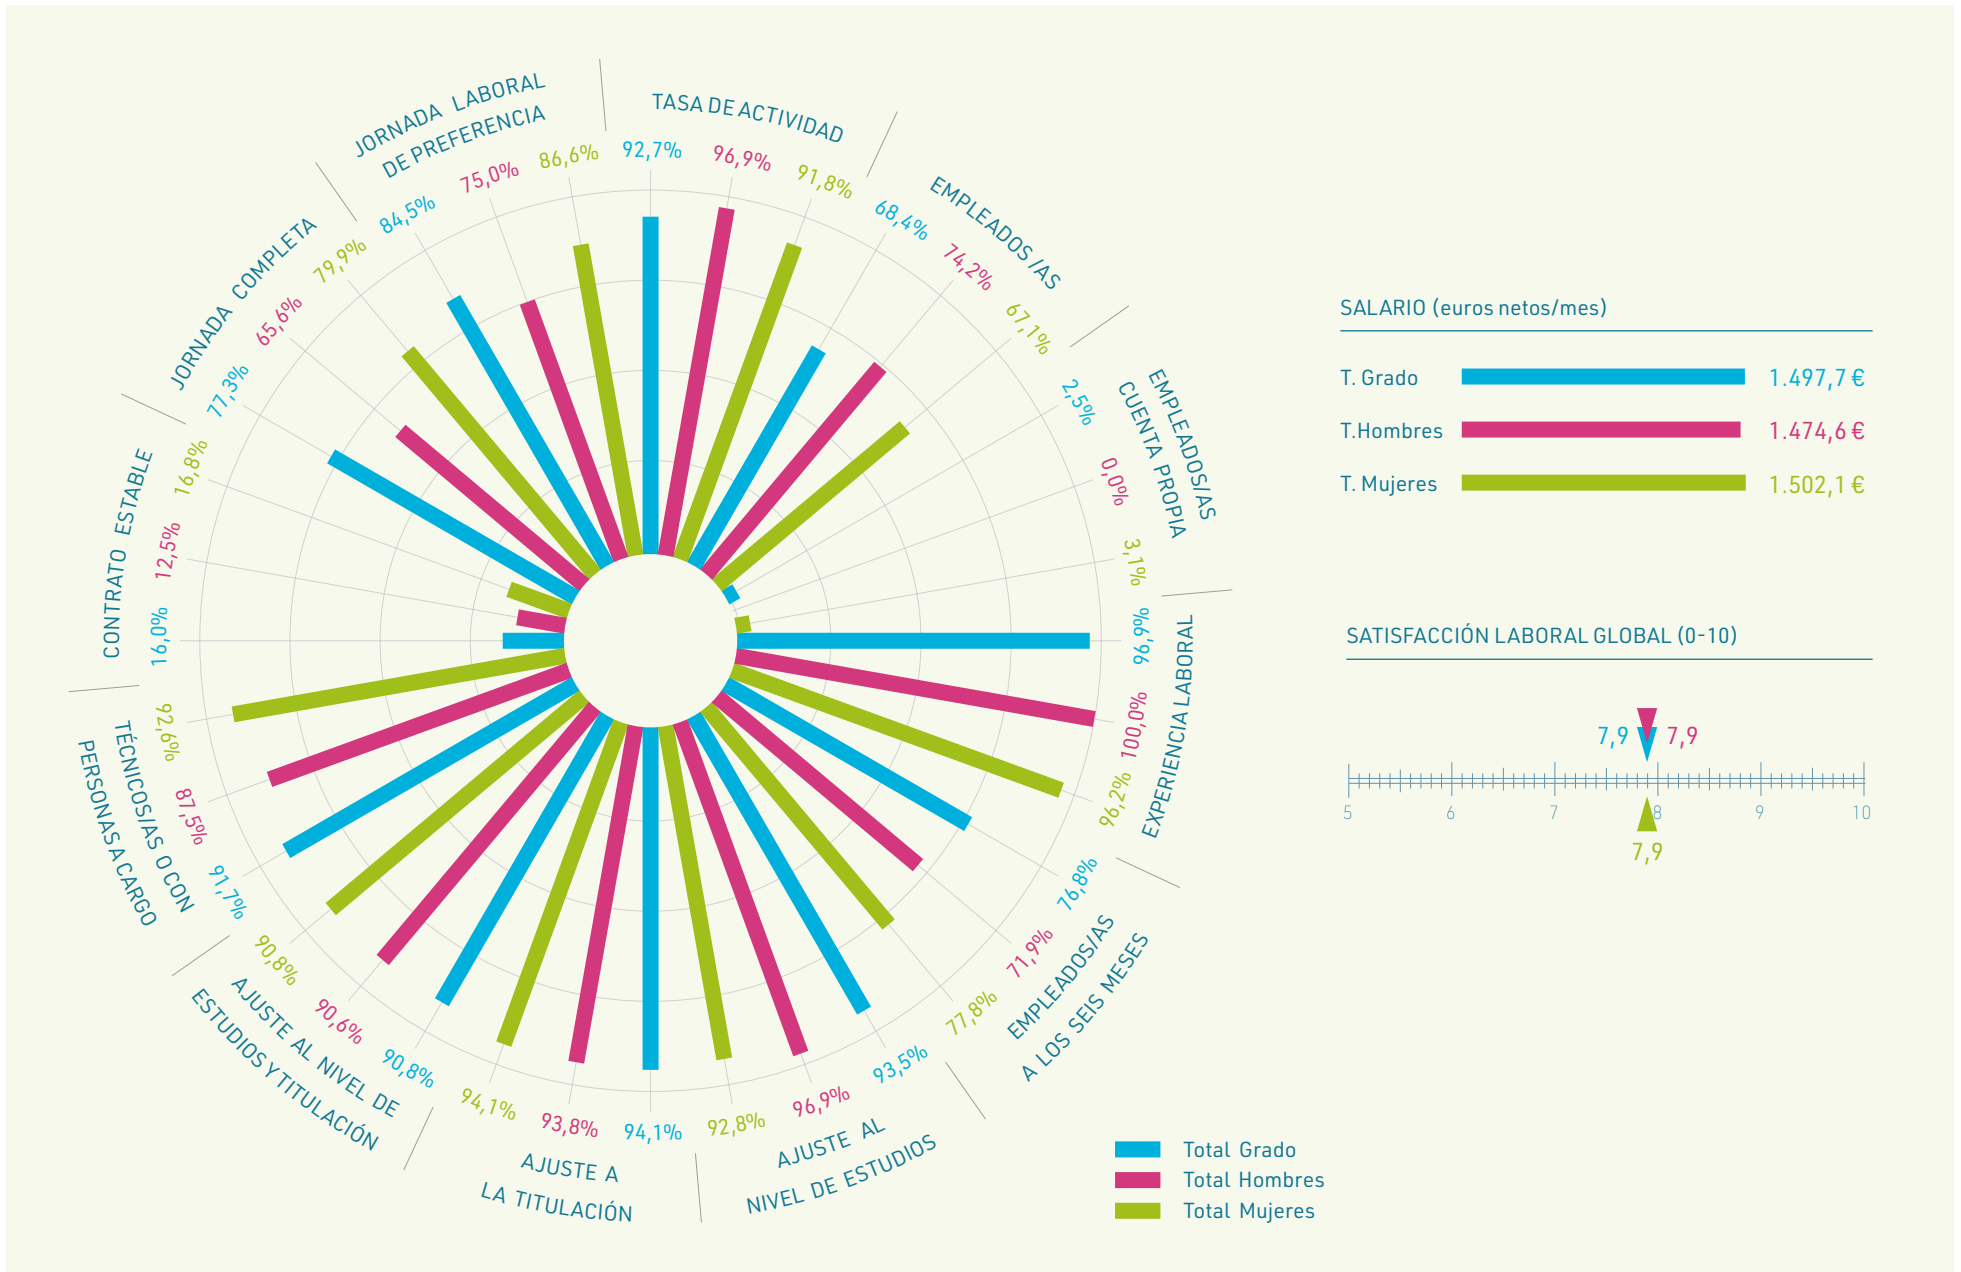 TASA DE ACTIVIDAD
92,7%
96,9%
91,8%
EMPLEADOS /AS
68,4%
74,2%
67,1%
EMPLEADOS/AS
CUENTA PROPIA
2,5%
0,0%
3,1%
EXPERIENCIA LABORAL
96,6%
100,0%
96,2%
EMPLEADOS/AS
A LOS SEIS MESES
76,8%
71,9%
77,8%
AJUSTE AL
NIVEL DE ESTUDIOS
93,5%
96,9%
92,8%
AJUSTE A
LA TITULACIÓN
94,1%
93,8%
94,1%
AJUSTE AL NIVEL DE
ESTUDIOS Y TITULACIÓN
90,8%
90,6%
90,8%
TÉCNICOS/AS O CON
PERSONAS A CARGO
91,7%
87,5%
92,6%
CONTRATO ESTABLE
16,0%
12,5%
16,8%
JORNADA COMPLETA
77,3%
65,6%
79,9%
JORNADA LABORAL
DE PREFERENCIA
84,5%
75,0%
86,6%
SALARIO (euros netos/mes)
T. Grado 1.497,7 €
T.Hombres 1.474,6 €
T. Mujeres 1.502,1 €
SATISFACCIÓN LABORAL GLOBAL (0-10)
7,9 7,9
5 6 7 8 9 10
7,9
Total Grado
Total Hombres
Total Mujeres